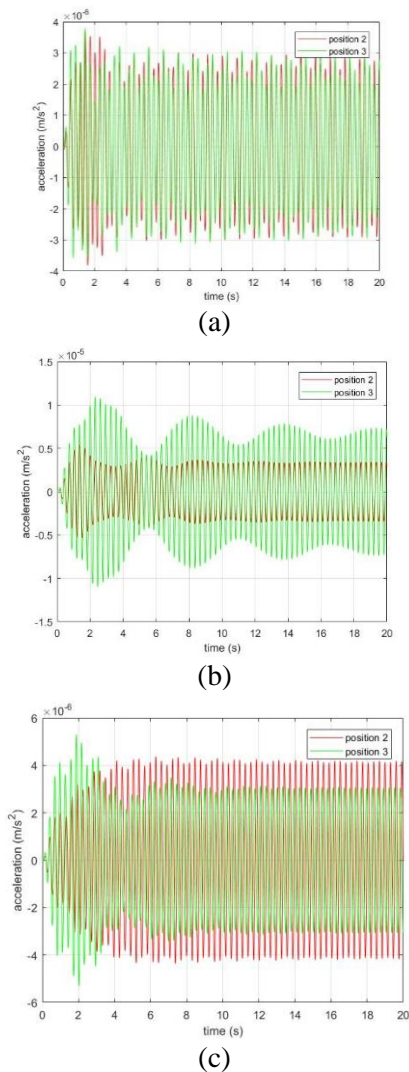 ×10⁻⁶
4
3
2
1
0
-1
-2
-3
-4
acceleration (m/s²)
position 2
position 3
0 2 4 6 8 10 12 14 16 18 20
time (s)
(a)
×10⁻⁵
1.5
1
0.5
0
-0.5
-1
-1.5
acceleration (m/s²)
position 2
position 3
0 2 4 6 8 10 12 14 16 18 20
time (s)
(b)
×10⁻⁶
6
4
2
0
-2
-4
-6
acceleration (m/s²)
position 2
position 3
0 2 4 6 8 10 12 14 16 18 20
time (s)
(c)